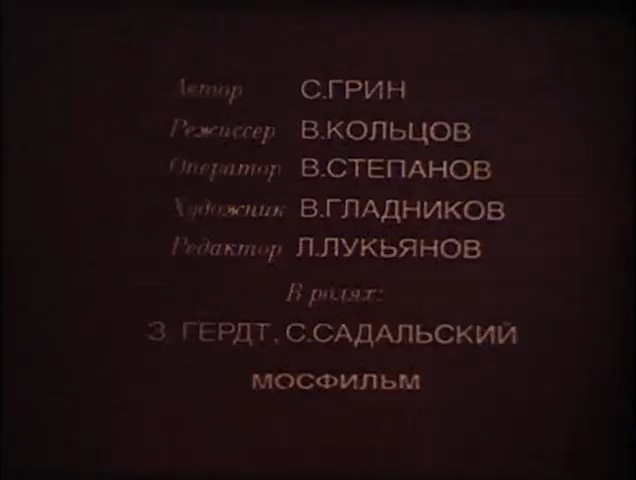 Автор С.ГРИН
Режиссер В.КОЛЬЦОВ
Оператор В.СТЕПАНОВ
Художник В.ГЛАДНИКОВ
Редактор Л.ЛУКЬЯНОВ
В ролях:
З. ГЕРДТ, С.САДАЛЬСКИЙ
МОСФИЛЬМ